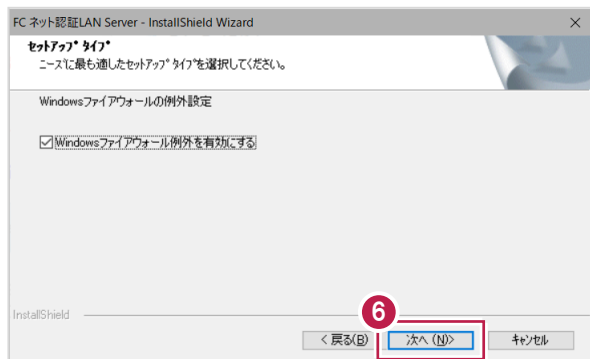 FC ネット認証LAN Server - InstallShield Wizard
セットアップ タイプ
ニーズに最も適したセットアップ タイプを選択してください。
Windowsファイアウォールの例外設定
Windowsファイアウォール例外を有効にする
6
InstallShield
< 戻る(B)
次へ (N)>
キャンセル